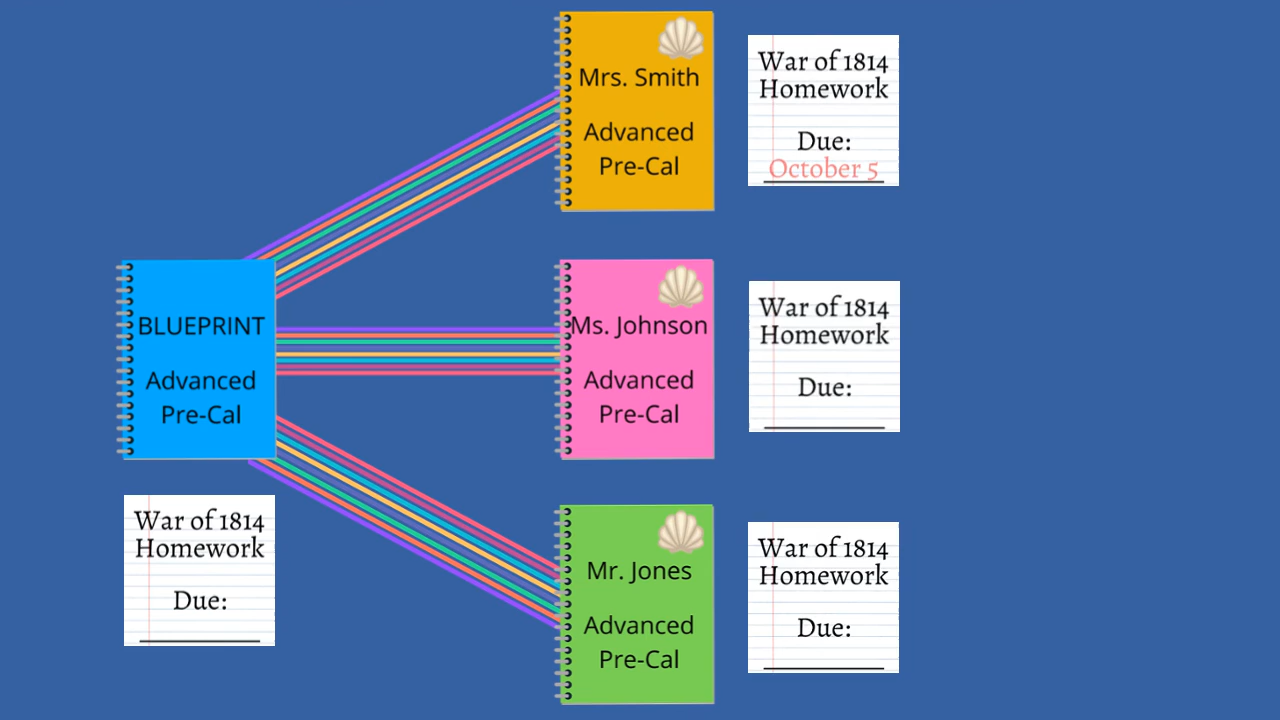 BLUEPRINT
Advanced
Pre-Cal
War of 1814
Homework
Due:
Mrs. Smith
Advanced
Pre-Cal
War of 1814
Homework
Due:
October 5
Ms. Johnson
Advanced
Pre-Cal
War of 1814
Homework
Due:
Mr. Jones
Advanced
Pre-Cal
War of 1814
Homework
Due: